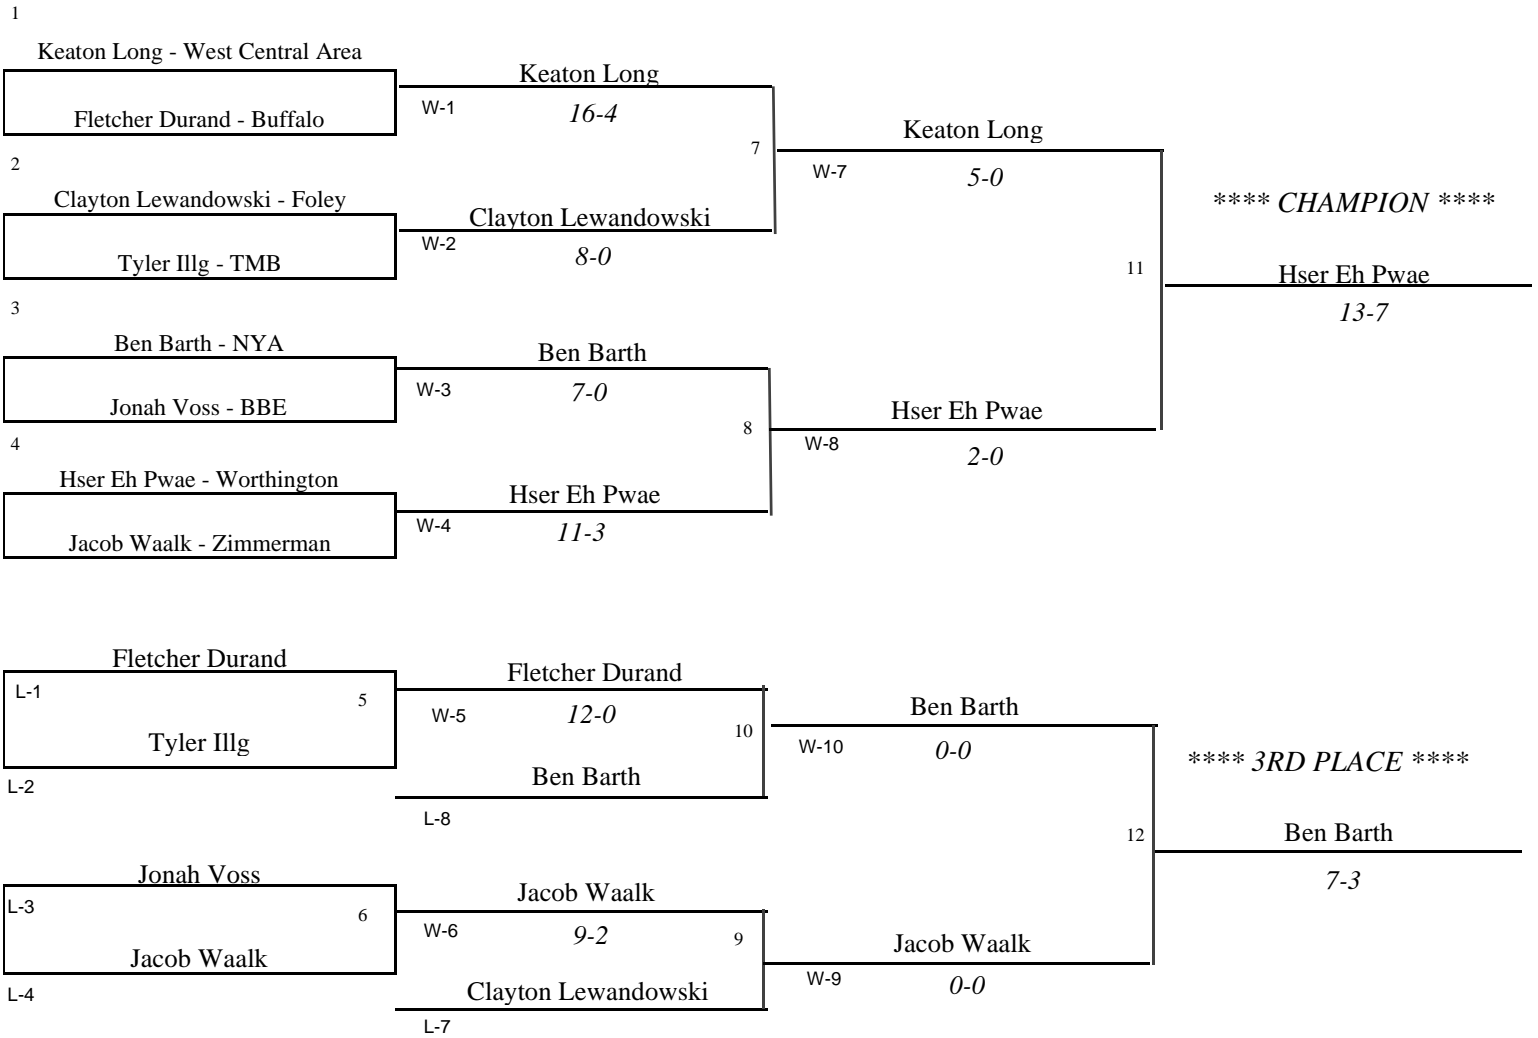 1
Keaton Long - West Central Area
Keaton Long
W-1
16-4
Fletcher Durand - Buffalo
Keaton Long
7
2
W-7
5-0
Clayton Lewandowski - Foley
**** CHAMPION ****
Clayton Lewandowski
W-2
8-0
Tyler Illg - TMB
11
Hser Eh Pwae
3
13-7
Ben Barth - NYA
Ben Barth
W-3
7-0
Jonah Voss - BBE
Hser Eh Pwae
8
4
W-8
2-0
Hser Eh Pwae - Worthington
Hser Eh Pwae
W-4
11-3
Jacob Waalk - Zimmerman
Fletcher Durand
Fletcher Durand
L-1
5
W-5
12-0
Ben Barth
10
Tyler Illg
W-10
0-0
**** 3RD PLACE ****
L-2
Ben Barth
L-8
12
Ben Barth
Jonah Voss
7-3
Jacob Waalk
L-3
6
W-6
9-2
9
Jacob Waalk
Jacob Waalk
W-9
0-0
L-4
Clayton Lewandowski
L-7